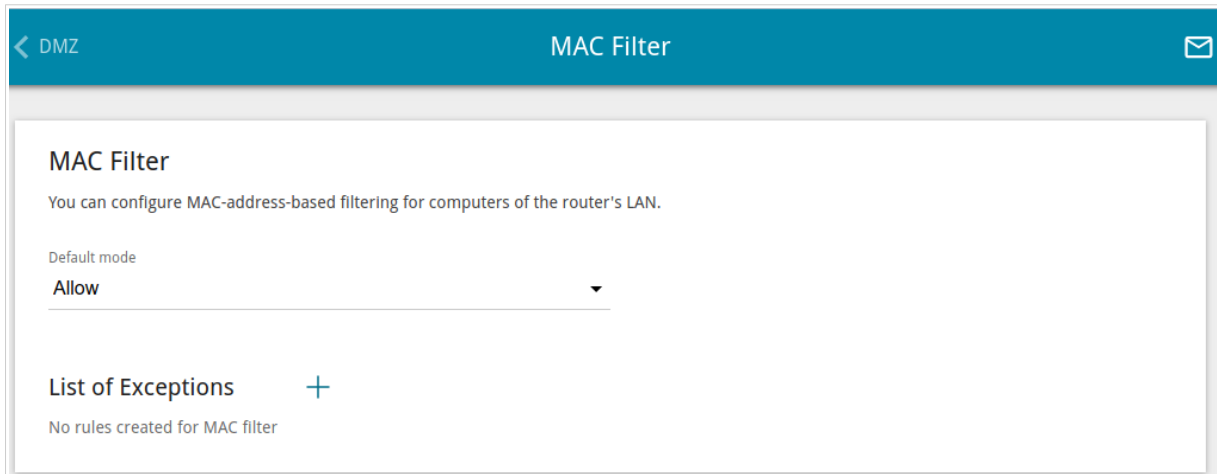 DMZ
MAC Filter
MAC Filter
You can configure MAC-address-based filtering for computers of the router's LAN.
Default mode
Allow
List of Exceptions
No rules created for MAC filter